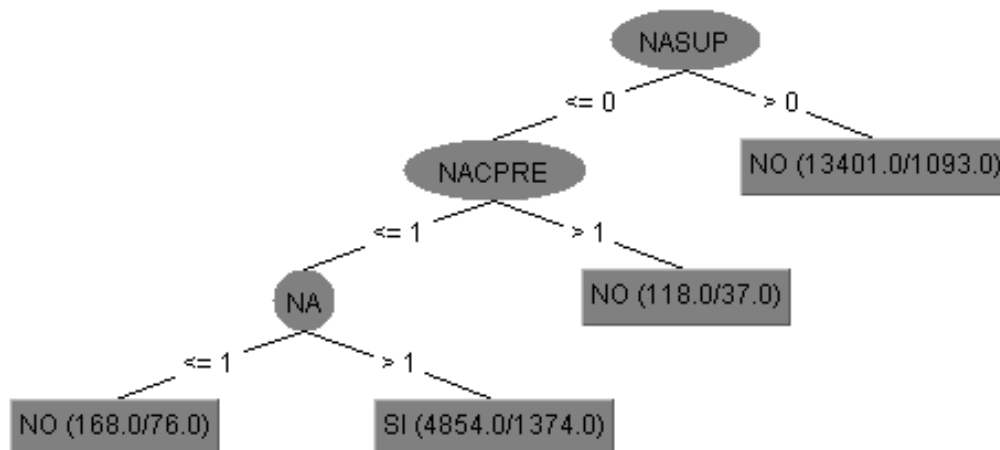 NASUP
<= 0
> 0
NACPRE
NO (13401.0/1093.0)
<= 1
> 1
NA
NO (118.0/37.0)
<= 1
> 1
NO (168.0/76.0)
SI (4854.0/1374.0)